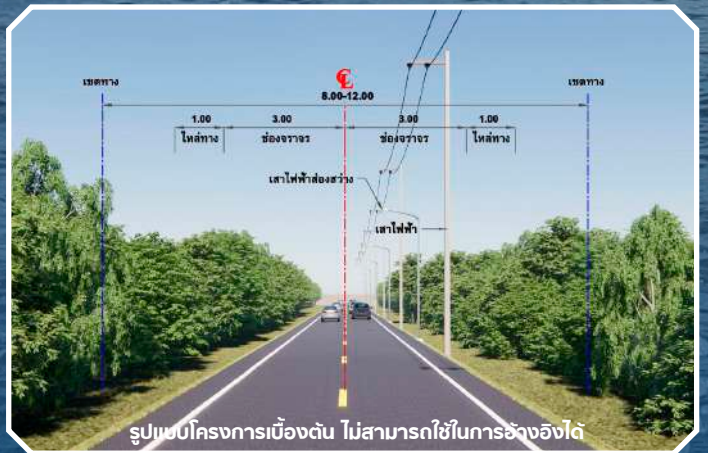 เขตทาง
℄
เขตทาง
8.00-12.00
1.00
3.00
3.00
1.00
ไหล่ทาง
ช่องจราจร
ช่องจราจร
ไหล่ทาง
เสาไฟฟ้าส่องสว่าง
เสาไฟฟ้า
รูปแบบโครงการเบื้องต้น ไม่สามารถใช้ในการอ้างอิงได้